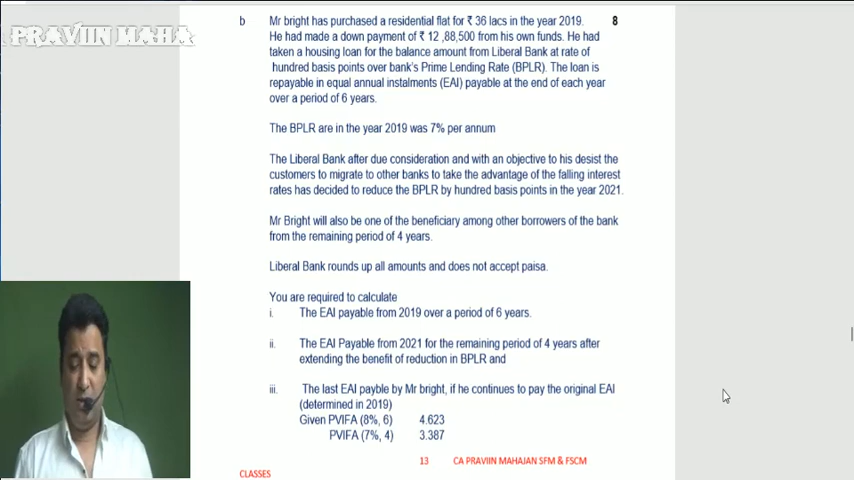 b Mr bright has purchased a residential flat for ₹ 36 lacs in the year 2019. 8
He had made a down payment of ₹ 12 ,88,500 from his own funds. He had
PRAVIIN MAHA
taken a housing loan for the balance amount from Liberal Bank at rate of
hundred basis points over bank's Prime Lending Rate (BPLR). The loan is
repayable in equal annual instalments (EAI) payable at the end of each year
over a period of 6 years.
The BPLR are in the year 2019 was 7% per annum
The Liberal Bank after due consideration and with an objective to his desist the
customers to migrate to other banks to take the advantage of the falling interest
rates has decided to reduce the BPLR by hundred basis points in the year 2021.
Mr Bright will also be one of the beneficiary among other borrowers of the bank
from the remaining period of 4 years.
Liberal Bank rounds up all amounts and does not accept paisa.
You are required to calculate
i. The EAI payable from 2019 over a period of 6 years.
ii. The EAI Payable from 2021 for the remaining period of 4 years after
extending the benefit of reduction in BPLR and
iii. The last EAI payble by Mr bright, if he continues to pay the original EAI
(determined in 2019)
Given PVIFA (8%, 6) 4.623
PVIFA (7%, 4) 3.387
13 CA PRAVIIN MAHAJAN SFM & FSCM
CLASSES